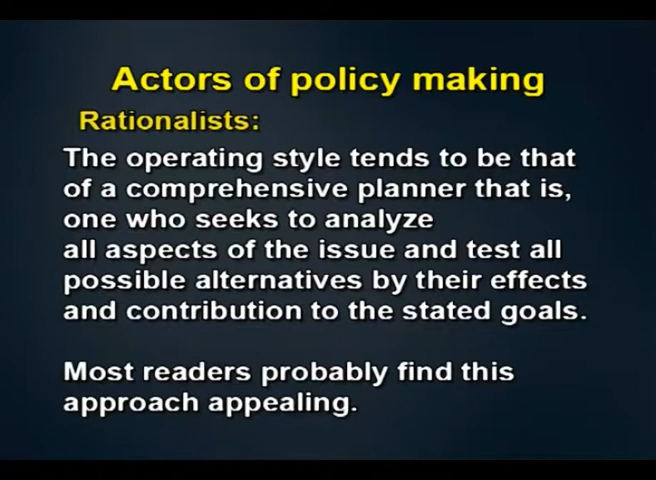 Actors of policy making
Rationalists:
The operating style tends to be that
of a comprehensive planner that is,
one who seeks to analyze
all aspects of the issue and test all
possible alternatives by their effects
and contribution to the stated goals.
Most readers probably find this
approach appealing.